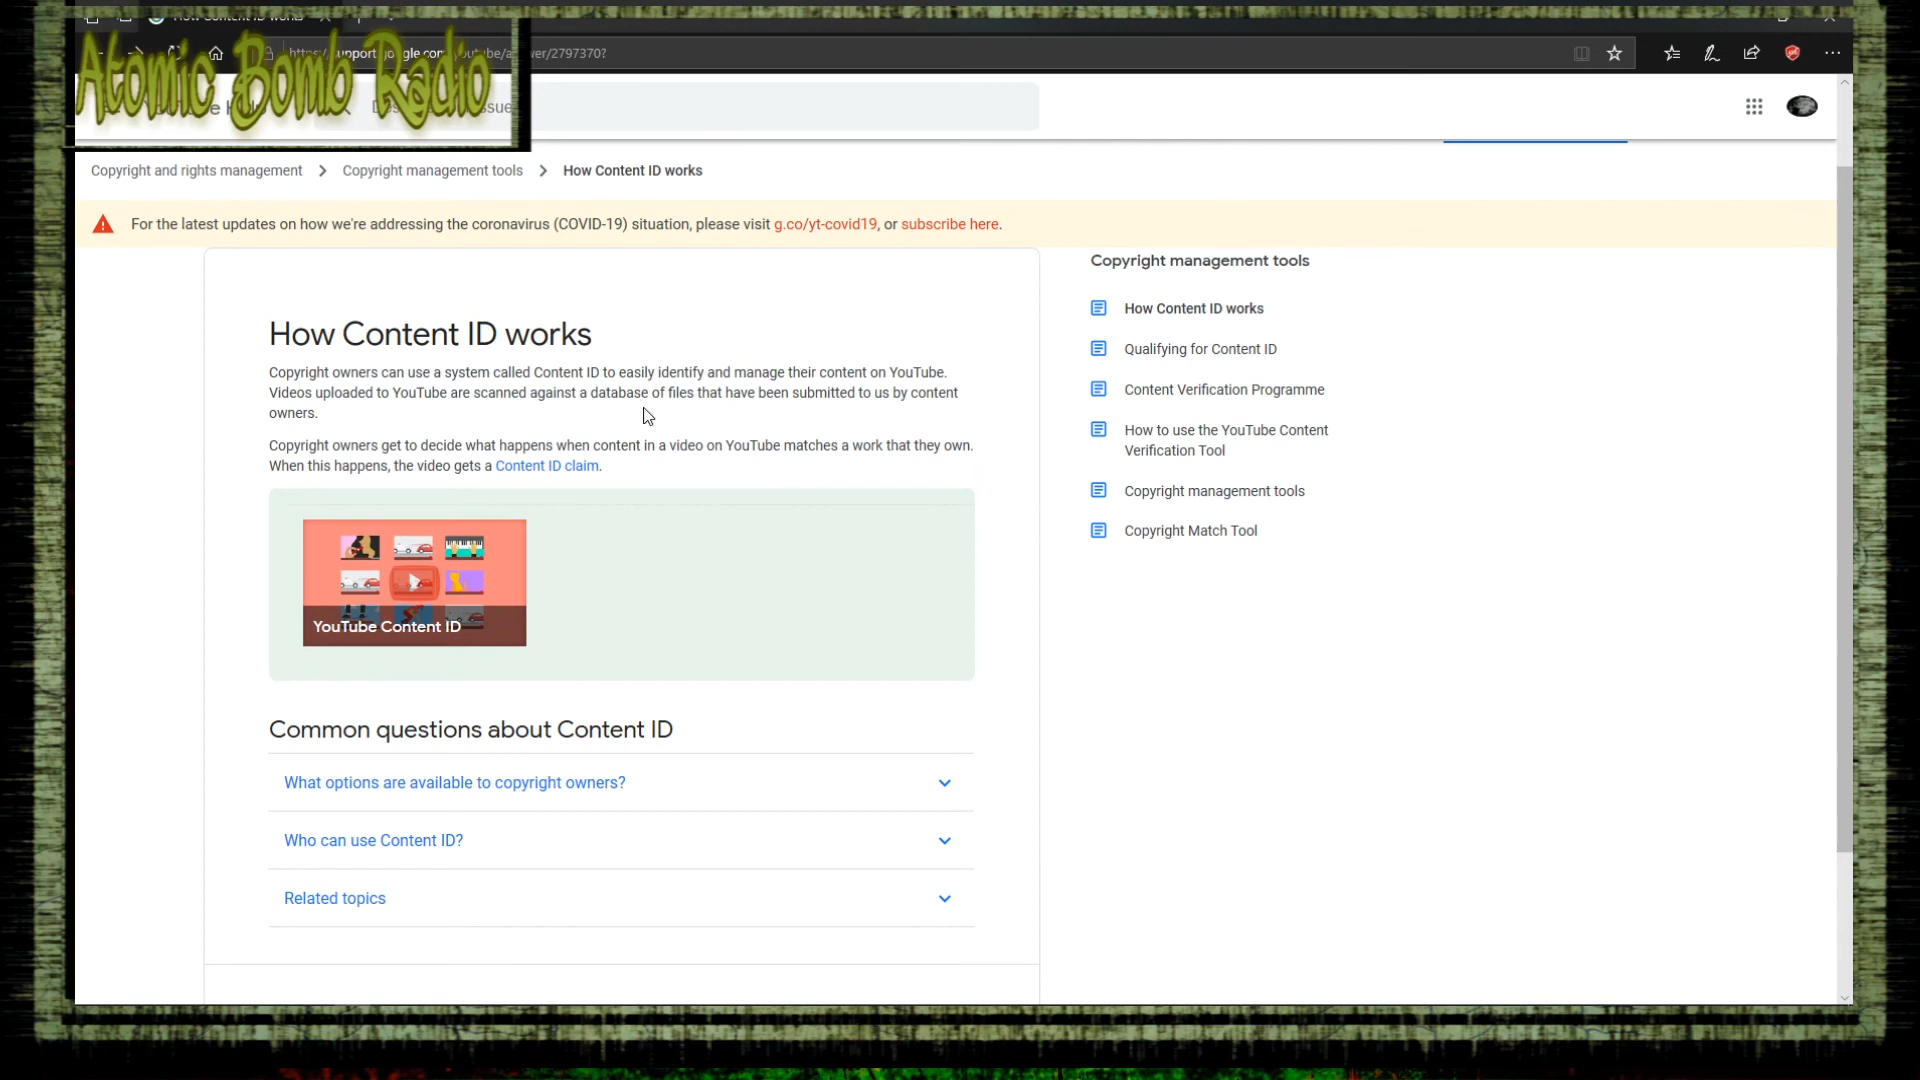 How Content ID works
Atomic Bomb Radio
Copyright and rights management
Copyright management tools
How Content ID works
For the latest updates on how we're addressing the coronavirus (COVID-19) situation, please visit g.co/yt-covid19, or subscribe here.
How Content ID works
Copyright owners can use a system called Content ID to easily identify and manage their content on YouTube.
Videos uploaded to YouTube are scanned against a database of files that have been submitted to us by content
owners.
Copyright owners get to decide what happens when content in a video on YouTube matches a work that they own.
When this happens, the video gets a Content ID claim.
YouTube Content ID
Common questions about Content ID
What options are available to copyright owners?
Who can use Content ID?
Related topics
Copyright management tools
How Content ID works
Qualifying for Content ID
Content Verification Programme
How to use the YouTube Content
Verification Tool
Copyright management tools
Copyright Match Tool